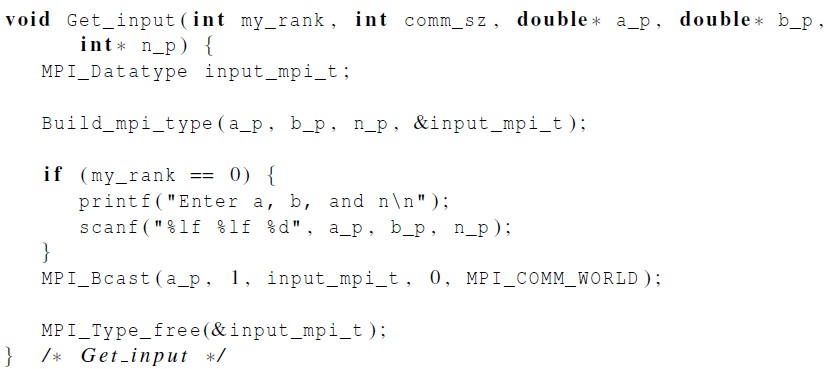 void Get_input(int my_rank, int comm_sz, double* a_p, double* b_p,
int* n_p) {
MPI_Datatype input_mpi_t;
Build_mpi_type(a_p, b_p, n_p, &input_mpi_t);
if (my_rank == 0) {
printf("Enter a, b, and n\n");
scanf("%lf %lf %d", a_p, b_p, n_p);
}
MPI_Bcast(a_p, 1, input_mpi_t, 0, MPI_COMM_WORLD);
MPI_Type_free(&input_mpi_t);
} /* Get_input */